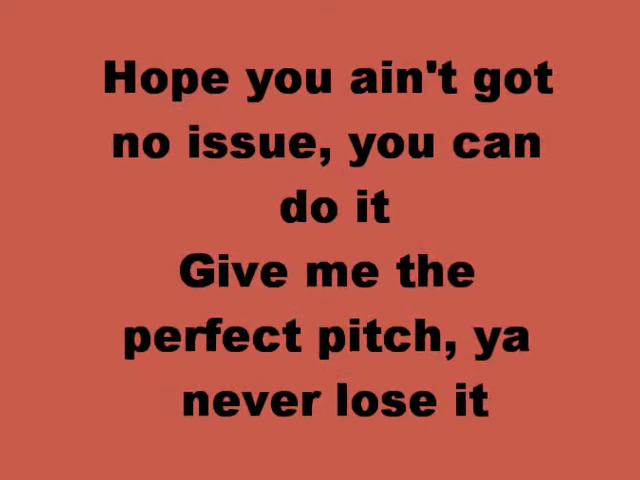 Hope you ain't got
no issue, you can
do it
Give me the
perfect pitch, ya
never lose it